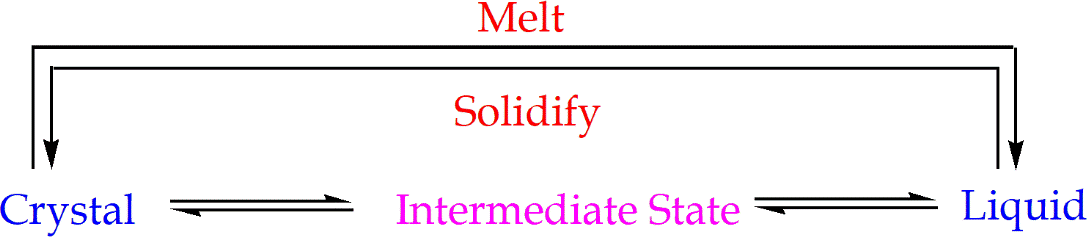 Melt
Solidify
Crystal
Intermediate State
Liquid